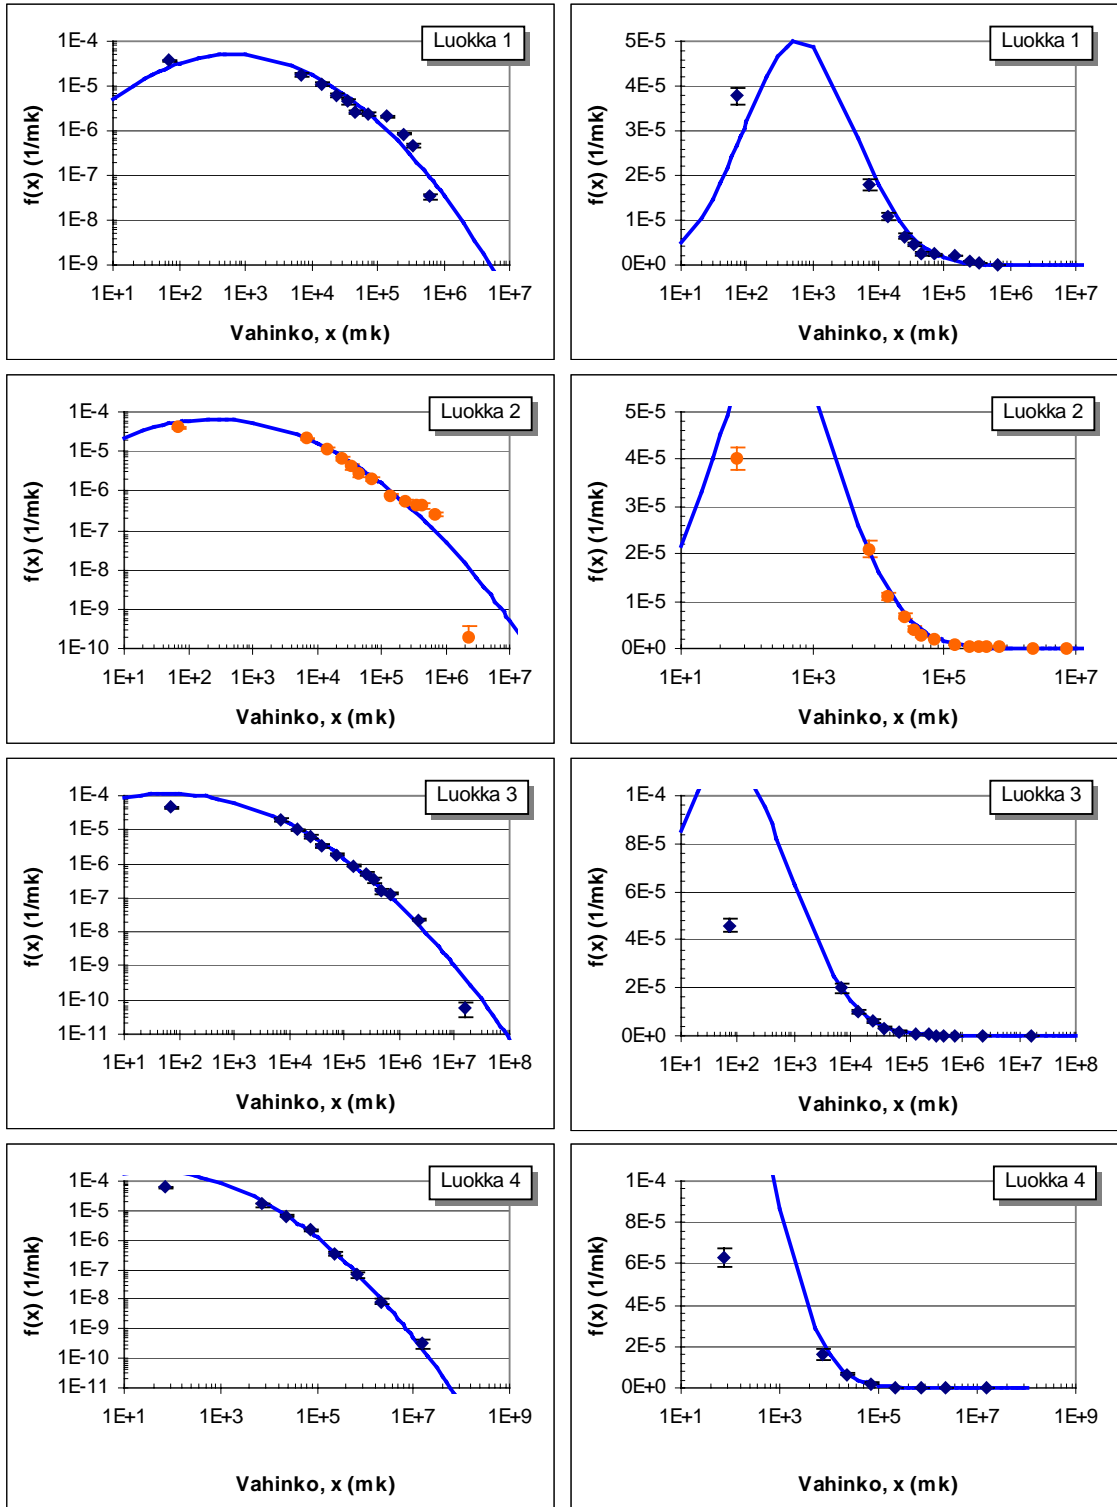 Luokka 1
f(x) (1/mk)
1E-4
1E-5
1E-6
1E-7
1E-8
1E-9
1E+1 1E+2 1E+3 1E+4 1E+5 1E+6 1E+7
Vahinko, x (mk)
Luokka 1
f(x) (1/mk)
5E-5
4E-5
3E-5
2E-5
1E-5
0E+0
1E+1 1E+2 1E+3 1E+4 1E+5 1E+6 1E+7
Vahinko, x (mk)
Luokka 2
f(x) (1/mk)
1E-4
1E-5
1E-6
1E-7
1E-8
1E-9
1E-10
1E+1 1E+2 1E+3 1E+4 1E+5 1E+6 1E+7
Vahinko, x (mk)
Luokka 2
f(x) (1/mk)
5E-5
4E-5
3E-5
2E-5
1E-5
0E+0
1E+1 1E+3 1E+5 1E+7
Vahinko, x (mk)
Luokka 3
f(x) (1/mk)
1E-4
1E-5
1E-6
1E-7
1E-8
1E-9
1E-10
1E-11
1E+1 1E+2 1E+3 1E+4 1E+5 1E+6 1E+7 1E+8
Vahinko, x (mk)
Luokka 3
f(x) (1/mk)
1E-4
8E-5
6E-5
4E-5
2E-5
0E+0
1E+1 1E+2 1E+3 1E+4 1E+5 1E+6 1E+7 1E+8
Vahinko, x (mk)
Luokka 4
f(x) (1/mk)
1E-4
1E-5
1E-6
1E-7
1E-8
1E-9
1E-10
1E-11
1E+1 1E+3 1E+5 1E+7 1E+9
Vahinko, x (mk)
Luokka 4
f(x) (1/mk)
1E-4
8E-5
6E-5
4E-5
2E-5
0E+0
1E+1 1E+3 1E+5 1E+7 1E+9
Vahinko, x (mk)